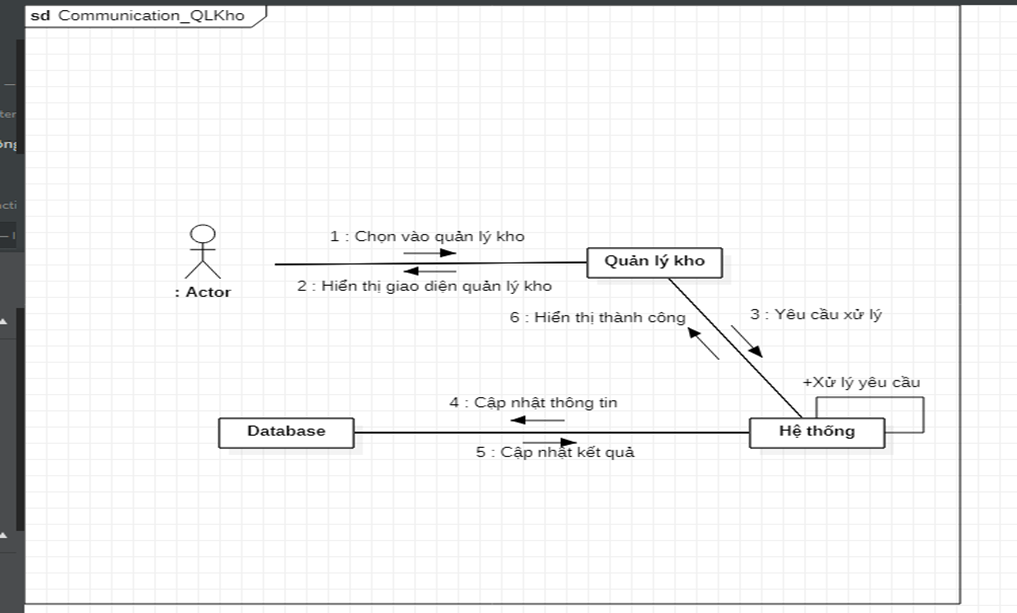 sd Communication_QLKho
1 : Chọn vào quản lý kho
Quản lý kho
: Actor
2 : Hiển thị giao diện quản lý kho
6 : Hiển thị thành công
3 : Yêu cầu xử lý
+Xử lý yêu cầu
4 : Cập nhật thông tin
Database
Hệ thống
5 : Cập nhật kết quả